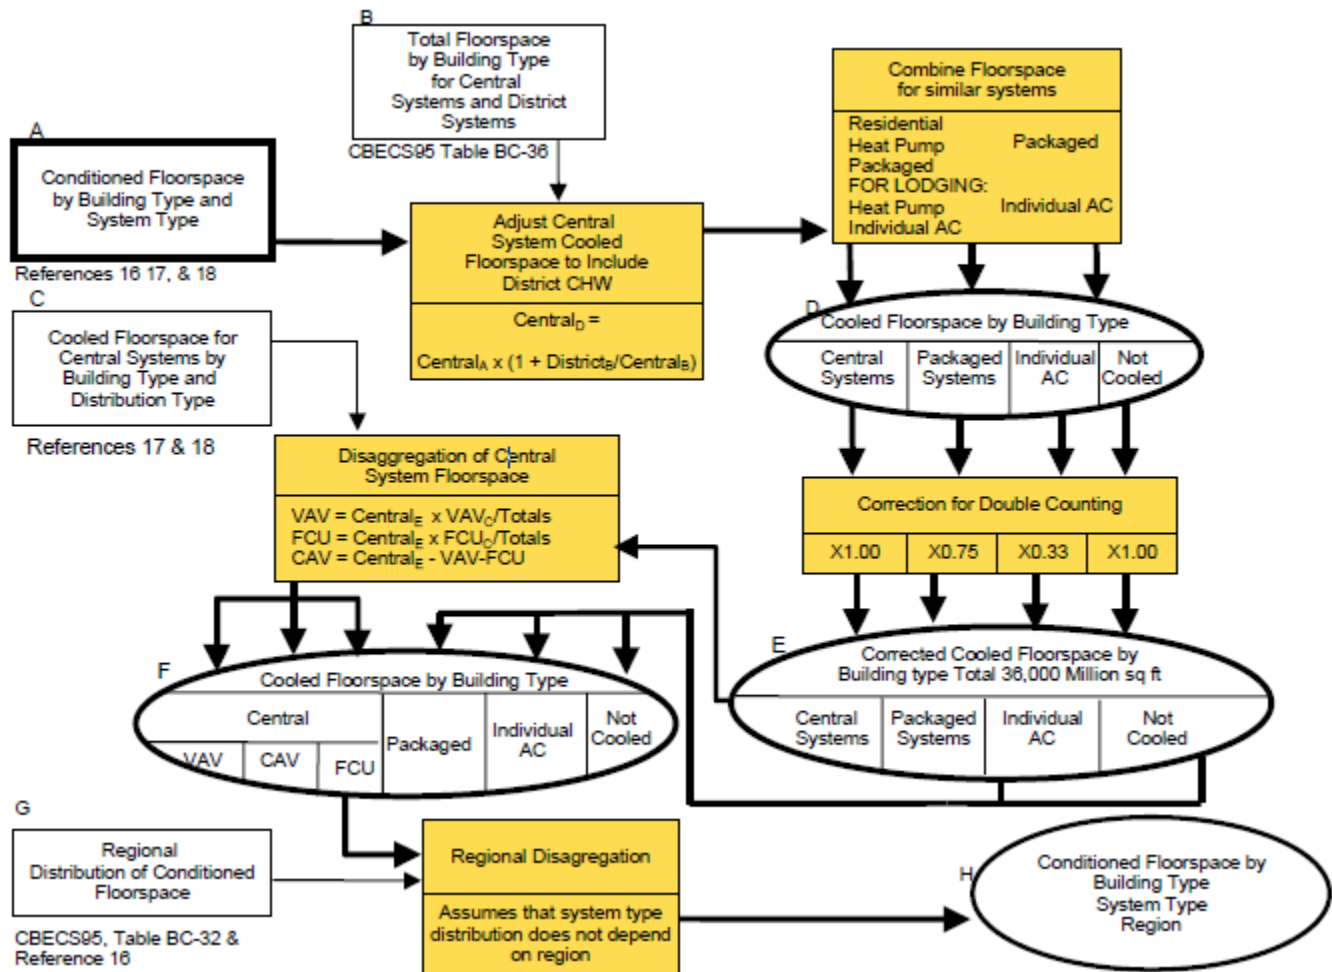 B
Total Floorspace
by Building Type
for Central
Systems and District
Systems
CBECS95 Table BC-36
A
Conditioned Floorspace
by Building Type and
System Type
References 16 17, & 18
Adjust Central
System Cooled
Floorspace to Include
District CHW
Central_D =
Central_A x (1 + District_B/Central_B)
Combine Floorspace
for similar systems
Residential
Heat Pump
Packaged
Packaged
FOR LODGING:
Heat Pump
Individual AC
Individual AC
C
Cooled Floorspace for
Central Systems by
Building Type and
Distribution Type
References 17 & 18
D
Cooled Floorspace by Building Type
Central
Systems
Packaged
Systems
Individual
AC
Not
Cooled
Disaggregation of Central
System Floorspace
VAV = Central_E x VAV_C/Totals
FCU = Central_E x FCU_C/Totals
CAV = Central_E - VAV-FCU
Correction for Double Counting
X1.00
X0.75
X0.33
X1.00
E
Corrected Cooled Floorspace by
Building type Total 36,000 Million sq ft
Central
Systems
Packaged
Systems
Individual
AC
Not
Cooled
F
Cooled Floorspace by Building Type
Central
VAV
CAV
FCU
Packaged
Individual
AC
Not
Cooled
G
Regional
Distribution of Conditioned
Floorspace
CBECS95, Table BC-32 &
Reference 16
Regional Disagregation
Assumes that system type
distribution does not depend
on region
H
Conditioned Floorspace by
Building Type
System Type
Region